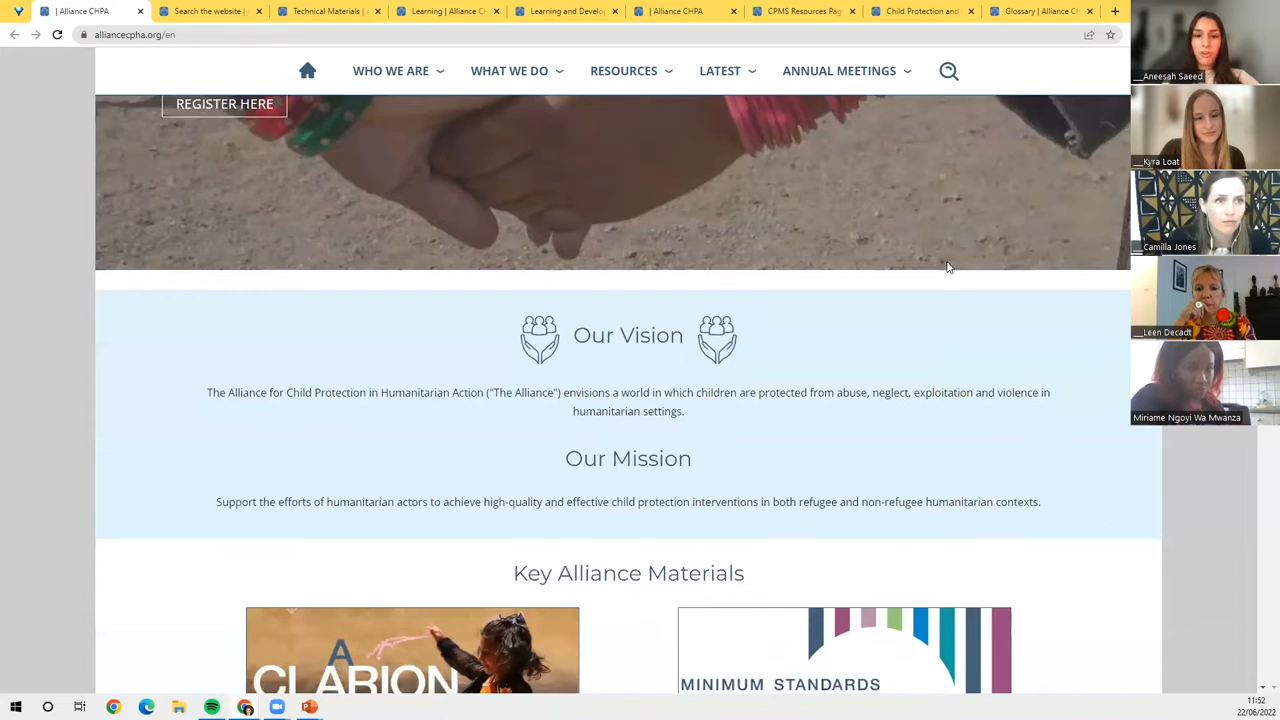 | Alliance CHPA
Search the website |
Technical Materials |
Learning | Alliance C
Learning and Develo
| Alliance CHPA
CPMS Resources Pag
Child Protection and
Glossary | Alliance C
alliancecpha.org/en
WHO WE ARE
WHAT WE DO
RESOURCES
LATEST
ANNUAL MEETINGS
REGISTER HERE
Our Vision
The Alliance for Child Protection in Humanitarian Action ("The Alliance") envisions a world in which children are protected from abuse, neglect, exploitation and violence in
humanitarian settings.
Our Mission
Support the efforts of humanitarian actors to achieve high-quality and effective child protection interventions in both refugee and non-refugee humanitarian contexts.
Key Alliance Materials
A
CLARION
MINIMUM STANDARDS
__Aneesah Saeed
__Kyra Loat
__Camilla Jones
__Leen Decadt
Miriame Ngoyi Wa Mwanza
11:52
22/06/2022